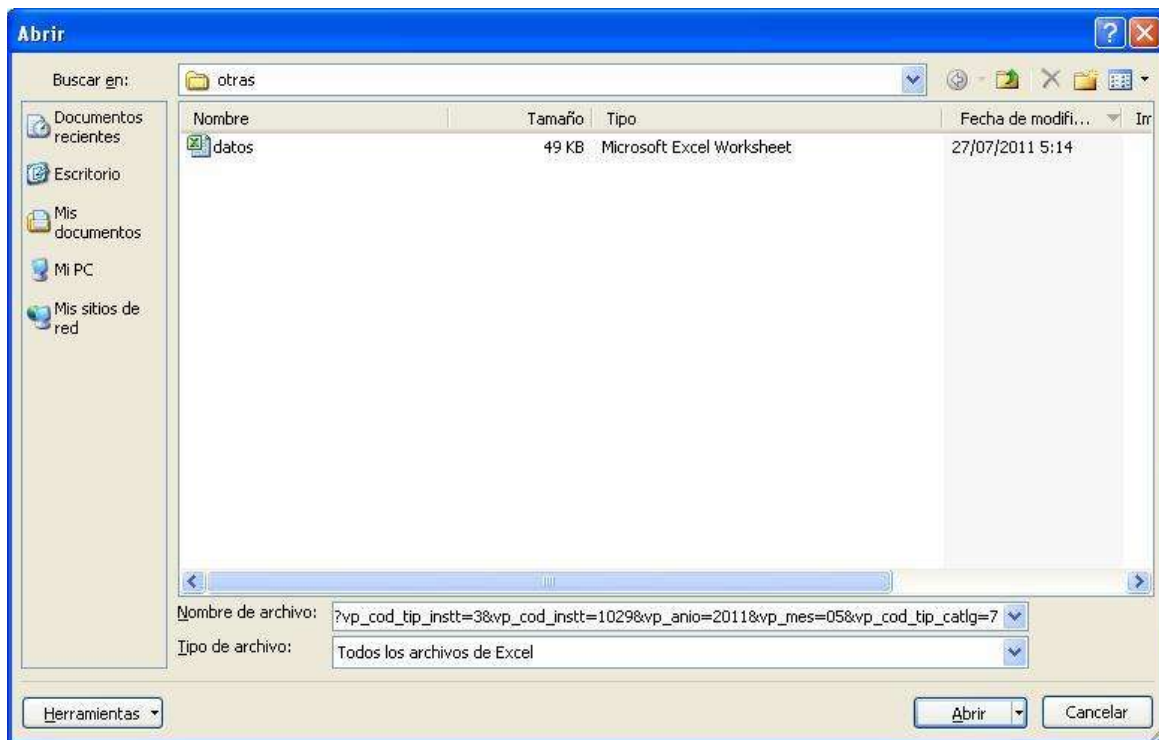 Abrir
Buscar en:
otras
Documentos
recientes
Escritorio
Mis
documentos
Mi PC
Mis sitios de
red
Nombre Tamaño Tipo Fecha de modifi... Im
datos 49 KB Microsoft Excel Worksheet 27/07/2011 5:14
Nombre de archivo: ?vp_cod_tip_instt=3&vp_cod_instt=1029&vp_anio=2011&vp_mes=05&vp_cod_tip_catlg=7
Tipo de archivo: Todos los archivos de Excel
Herramientas
Abrir
Cancelar